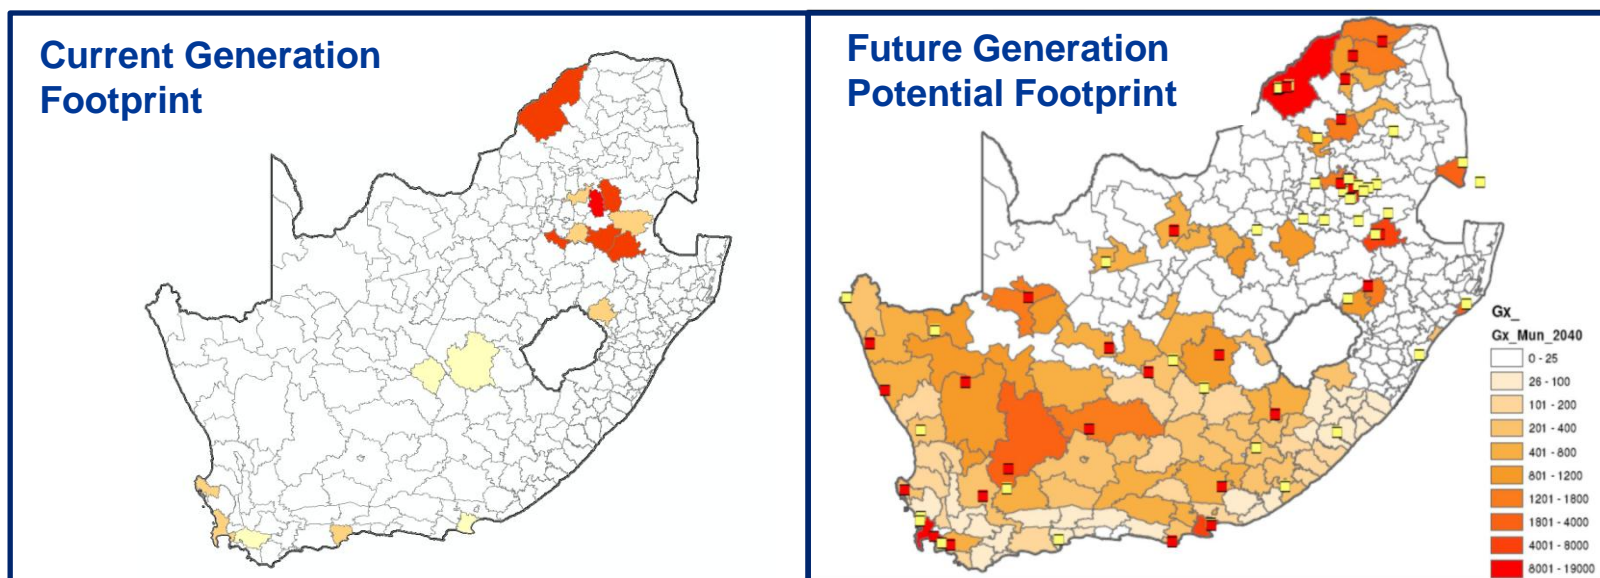 Current Generation
Footprint
Future Generation
Potential Footprint
Gx_
Gx_Mun_2040
0 - 25
26 - 100
101 - 200
201 - 400
401 - 800
801 - 1200
1201 - 1800
1801 - 4000
4001 - 8000
8001 - 19000